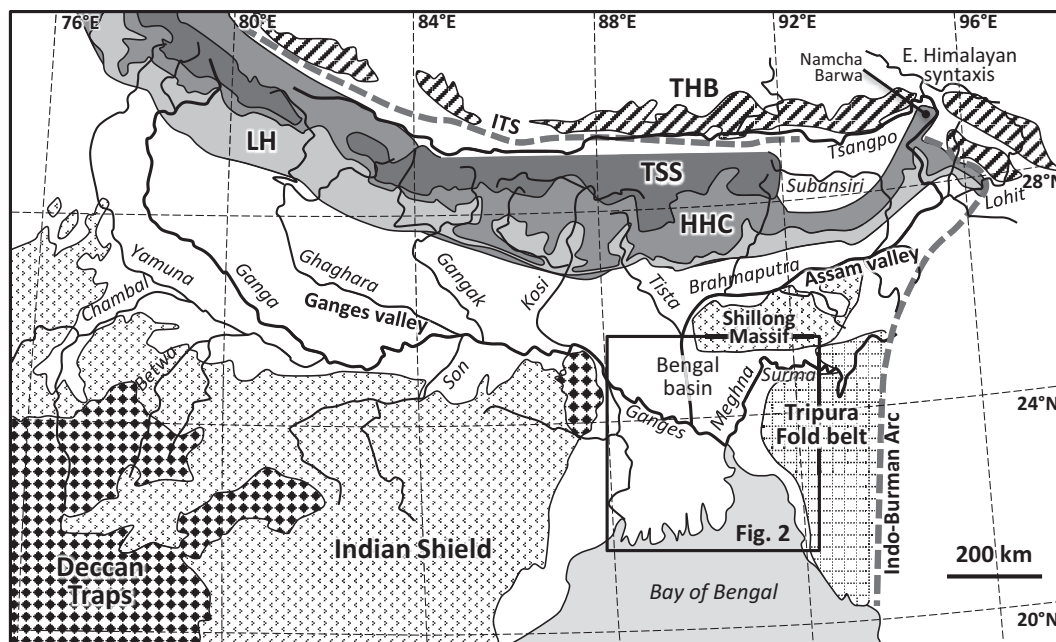 76°E
80°E
84°E
88°E
92°E
96°E
Namcha
Barwa
E. Himalayan
syntaxis
THB
ITS
Tsangpo
LH
TSS
Subansiri
28°N
Lohit
HHC
Yamuna
Chambal
Ganga
Ghaghara
Gangak
Kosi
Tista
Brahmaputra
Assam valley
Ganges valley
Shillong
Massif
Betwa
Son
Bengal
basin
Surma
Meghna
Ganges
24°N
Tripura
Fold belt
Indo-Burman Arc
Fig. 2
Indian Shield
Deccan
Traps
200 km
Bay of Bengal
20°N